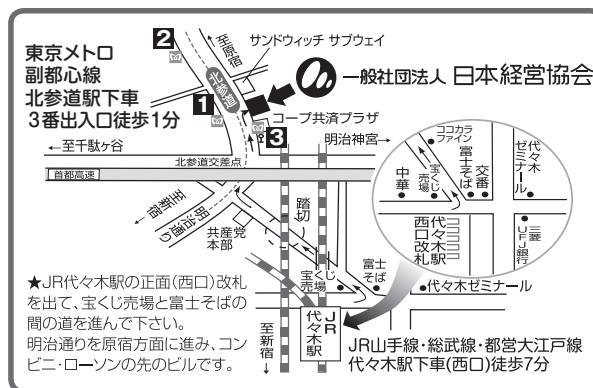 東京メトロ
副都心線
北参道駅下車
3番出入口徒歩1分
2
至原宿
サンドウィッチ サブウェイ
北参道
一般社団法人 日本経営協会
1
コープ共済プラザ
3
明治神宮→
←至千駄ヶ谷
北参道交差点
首都高速
至新宿
明治通り
共産党
本部
踏切
ココカラ
ファイン
中華
宝くじ
売場
富士そば
交番
代々木
ゼミナール
代々木駅
西口改札
三菱
UFJ銀行
宝くじ
売場
富士
そば
代々木ゼミナール
JR
代々木駅
至新宿
★JR代々木駅の正面(西口)改札
を出て、宝くじ売場と富士そばの
間の道を進んで下さい。
明治通りを原宿方面に進み、コン
ビニ・ローソンの先のビルです。
JR山手線・総武線・都営大江戸線
代々木駅下車(西口)徒歩7分